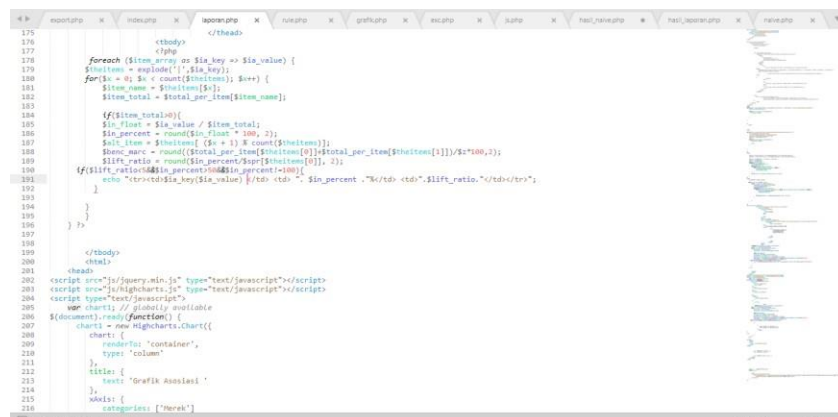 export.php × index.php × laporan.php × rule.php × grafik.php × esc.php × js.php × hasil_naive.php hasil_laporan.php × naive.php ×
175 </thead>
176 <tbody>
177 <?php
178 foreach ($item_array as $ia_key => $ia_value) {
179 $theitems = explode('|',$ia_key);
180 for($x = 0; $x < count($theitems); $x++) {
181 $item_name = $theitems[$x];
182 $item_total = $total_per_item[$item_name];
183
184 if($item_total>0){
185 $in_float = $ia_value / $item_total;
186 $in_percent = round($in_float * 100, 2);
187 $alt_item = $theitems[ ($x + 1) % count($theitems)];
188 $benc_marc = round(($total_per_item[$theitems[0]]+$total_per_item[$theitems[1]])/$z*100,2);
189 $lift_ratio = round($in_percent/$spr[$theitems[0]], 2);
190 if($lift_ratio<5&&$in_percent>50&&$in_percent!=100){
191 echo "<tr><td>$ia_key($ia_value) </td> <td> ". $in_percent ."%</td> <td>".$lift_ratio."</td></tr>";
192 }
193
194 }
195 }
196 } ?>
197
198
199 </tbody>
200 <html>
201 <head>
202 <script src="js/jquery.min.js" type="text/javascript"></script>
203 <script src="js/highcharts.js" type="text/javascript"></script>
204 <script type="text/javascript">
205 var chart1; // globally available
206 $(document).ready(function() {
207 chart1 = new Highcharts.Chart({
208 chart: {
209 renderTo: 'container',
210 type: 'column'
211 },
212 title: {
213 text: 'Grafik Asosiasi '
214 },
215 xAxis: {
216 categories: ['Merek']